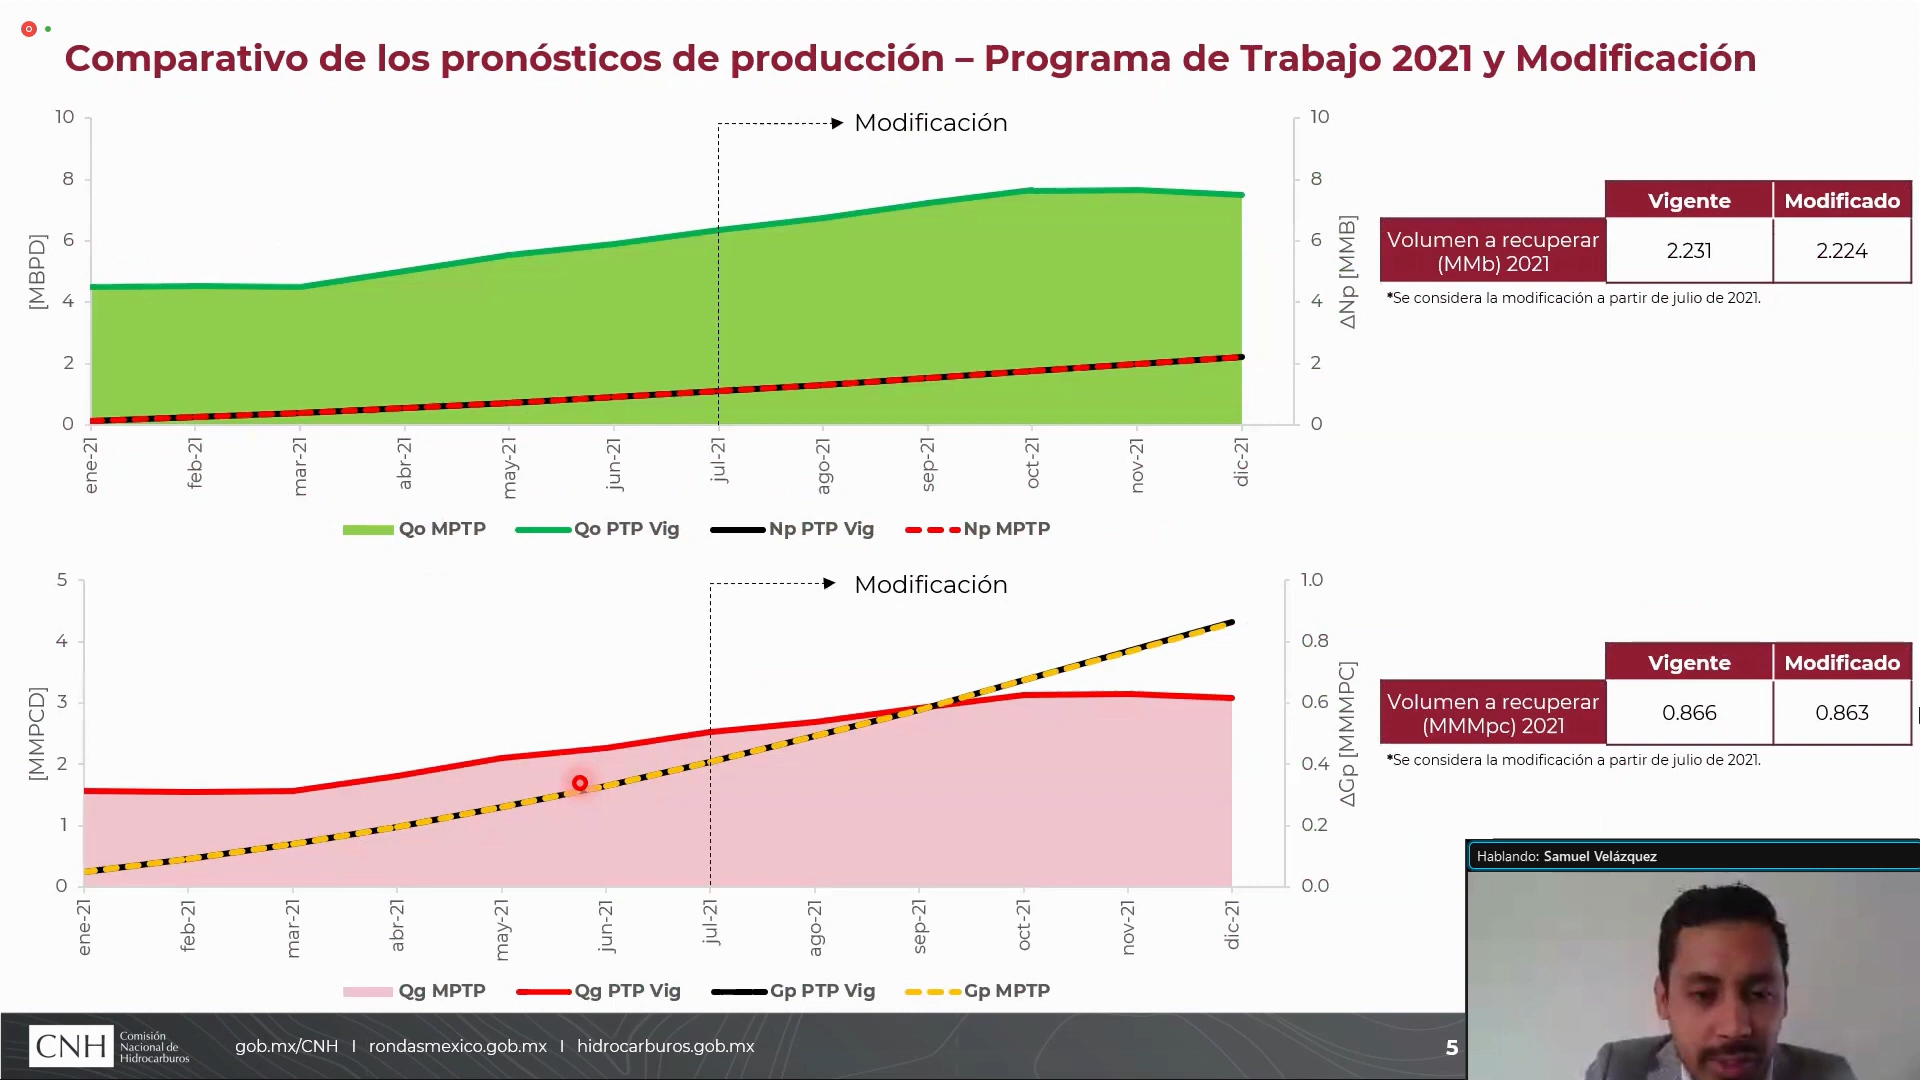 Comparativo de los pronósticos de producción – Programa de Trabajo 2021 y Modificación
Modificación
10
8
6
4
2
0
[MBPD]
10
8
6
4
2
0
ΔNp [MMB]
ene-21
feb-21
mar-21
abr-21
may-21
jun-21
jul-21
ago-21
sep-21
oct-21
nov-21
dic-21
Qo MPTP
Qo PTP Vig
Np PTP Vig
Np MPTP
Vigente
Modificado
Volumen a recuperar
(MMb) 2021
2.231
2.224
*Se considera la modificación a partir de julio de 2021.
Modificación
5
4
3
2
1
0
[MMPCD]
1.0
0.8
0.6
0.4
0.2
0.0
ΔGp [MMMPC]
ene-21
feb-21
mar-21
abr-21
may-21
jun-21
jul-21
ago-21
sep-21
oct-21
nov-21
dic-21
Qg MPTP
Qg PTP Vig
Gp PTP Vig
Gp MPTP
Vigente
Modificado
Volumen a recuperar
(MMMpc) 2021
0.866
0.863
*Se considera la modificación a partir de julio de 2021.
Hablando: Samuel Velázquez
CNH
Comisión
Nacional de
Hidrocarburos
gob.mx/CNH I rondasmexico.gob.mx I hidrocarburos.gob.mx
5